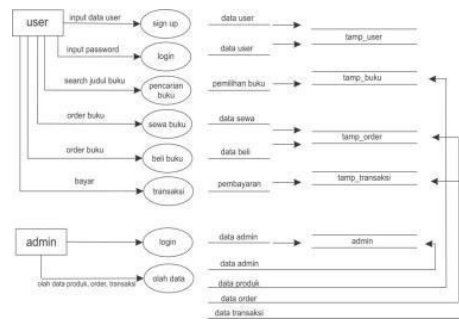 user
input data user
sign up
data user
tamp_user
input password
login
data user
search judul buku
pencarian
buku
pemilihan buku
tamp_buku
order buku
sewa buku
data sewa
tamp_order
order buku
beli buku
data beli
bayar
transaksi
pembayaran
tamp_transaksi
admin
login
data admin
admin
olah data produk, order, transaksi
olah data
data admin
data produk
data order
data transaksi